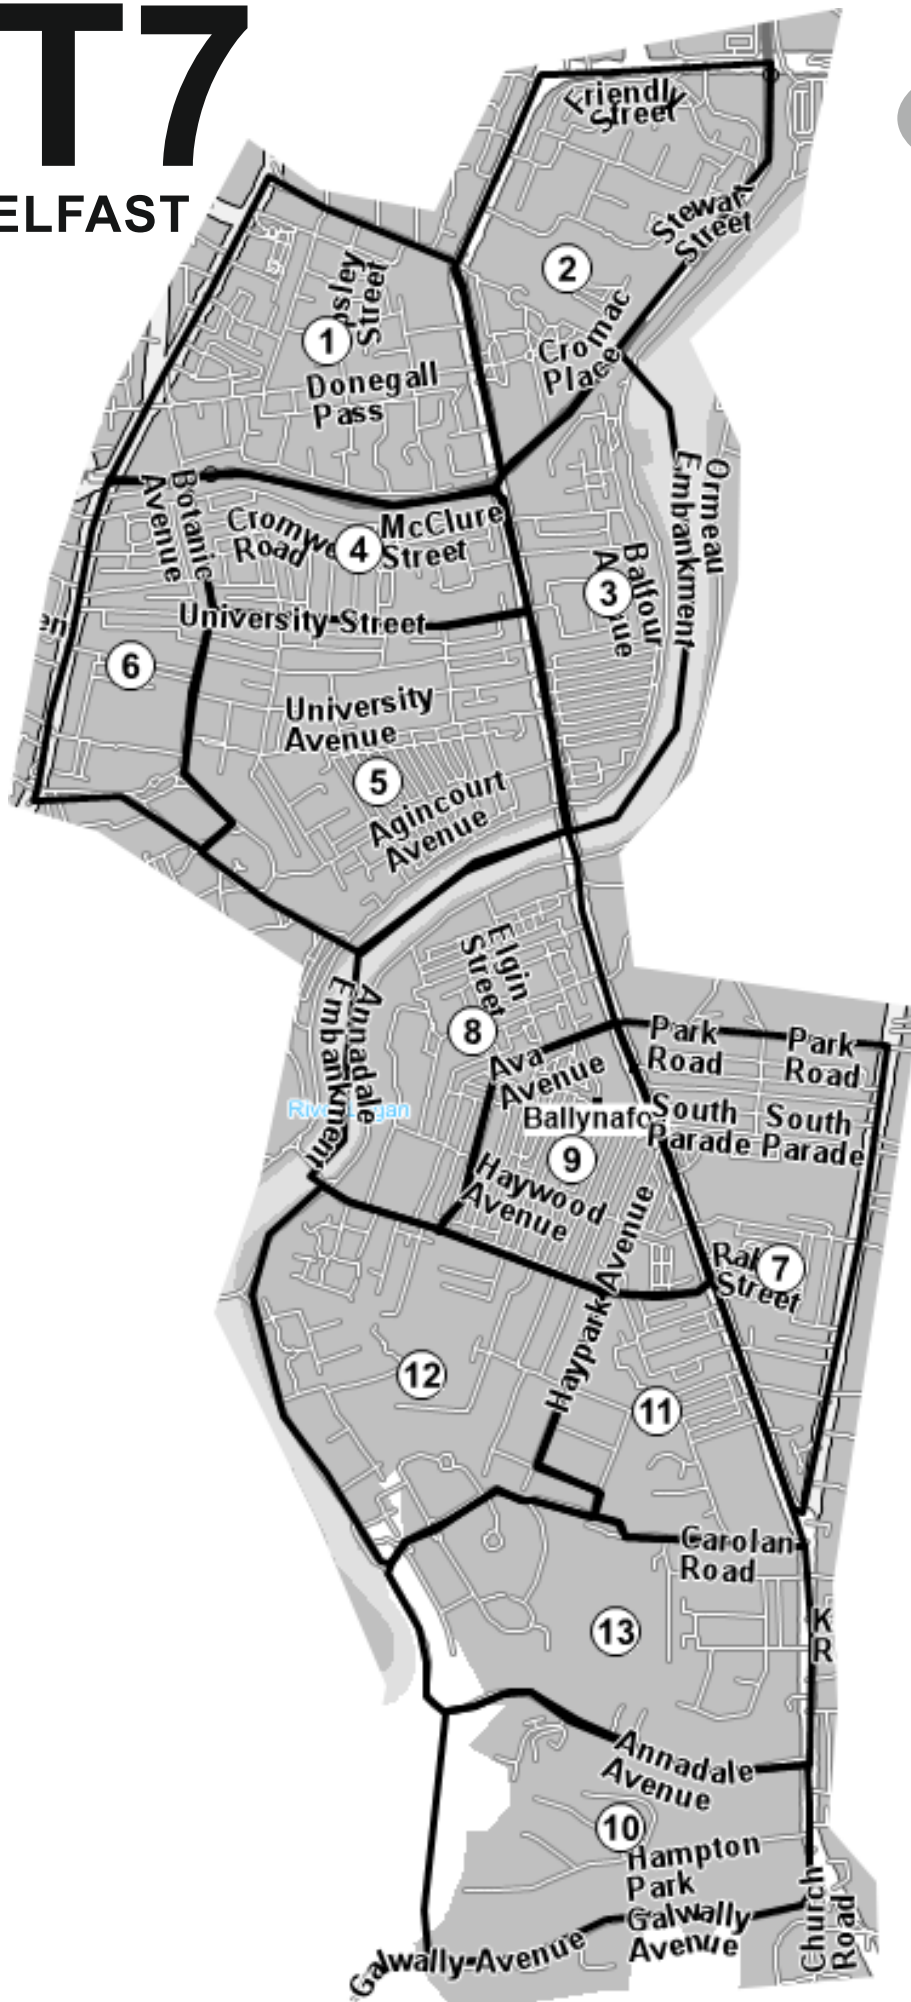 T7
ELFAST
Friendly
Street
Stewart
Street
2
psley
Street
1
Cromac
Place
Donegall
Pass
Ormeau
Embankment
Botanic
Avenue
McClure
Street
4
Road
Balfour
3
University Street
en
6
University
Avenue
5
Agincourt
Avenue
Elgin
Street
Annadale
Embankment
8
Park
Road
Park
Road
Ava
Avenue
South
Parade
South
Parade
Ballynafo
9
Haywood
Avenue
Haypark Avenue
7
Street
12
11
Carolan
Road
13
K
R
Annadale
Avenue
10
Hampton
Park
Galwally
Avenue
Church
Road
Galwally Avenue